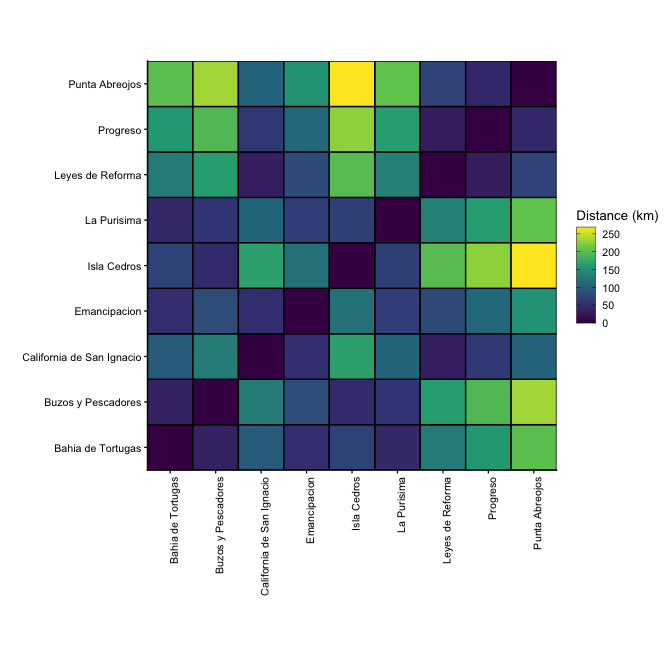 Punta Abreojos
Progreso
Leyes de Reforma
La Purisima
Isla Cedros
Emancipacion
California de San Ignacio
Buzos y Pescadores
Bahia de Tortugas
Bahia de Tortugas
Buzos y Pescadores
California de San Ignacio
Emancipacion
Isla Cedros
La Purisima
Leyes de Reforma
Progreso
Punta Abreojos
Distance (km)
250
200
150
100
50
0